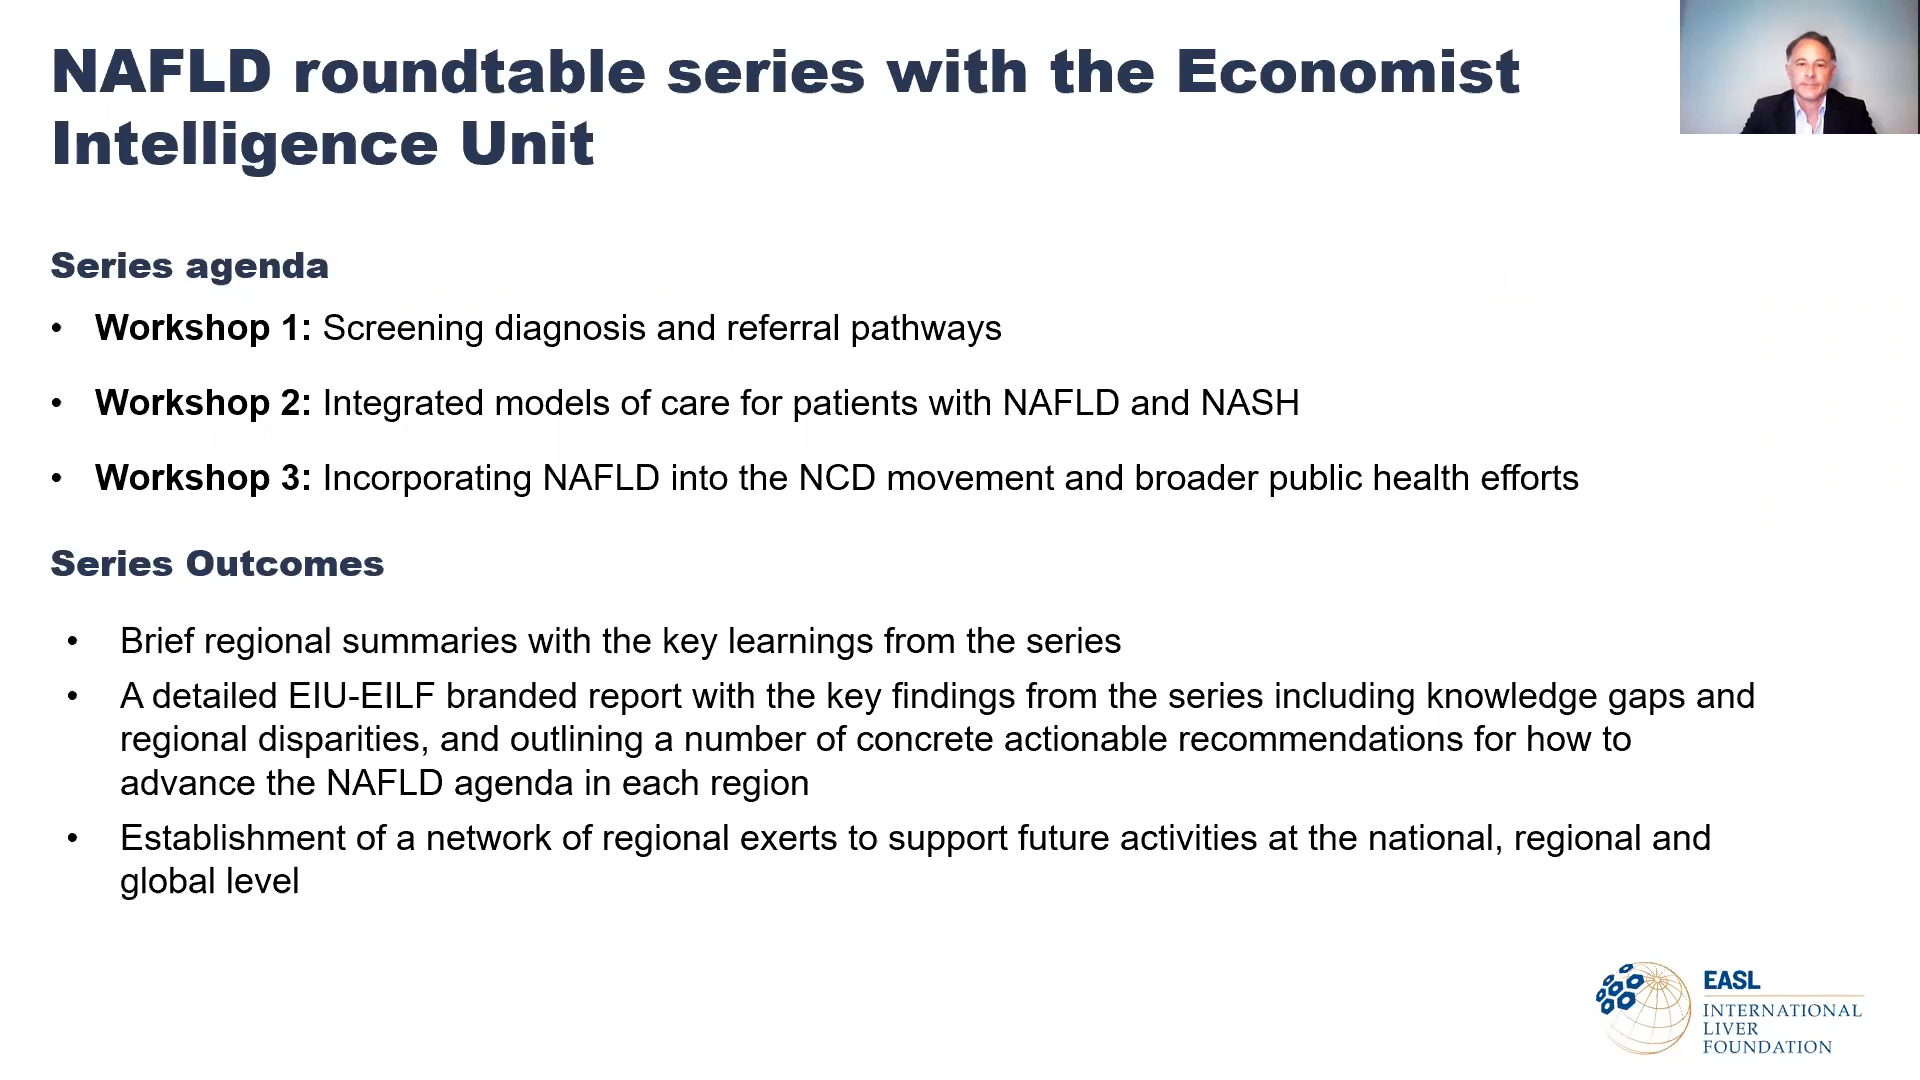 NAFLD roundtable series with the Economist
Intelligence Unit
Series agenda
• Workshop 1: Screening diagnosis and referral pathways
• Workshop 2: Integrated models of care for patients with NAFLD and NASH
• Workshop 3: Incorporating NAFLD into the NCD movement and broader public health efforts
Series Outcomes
• Brief regional summaries with the key learnings from the series
• A detailed EIU-EILF branded report with the key findings from the series including knowledge gaps and
regional disparities, and outlining a number of concrete actionable recommendations for how to
advance the NAFLD agenda in each region
• Establishment of a network of regional exerts to support future activities at the national, regional and
global level
EASL
INTERNATIONAL
LIVER
FOUNDATION